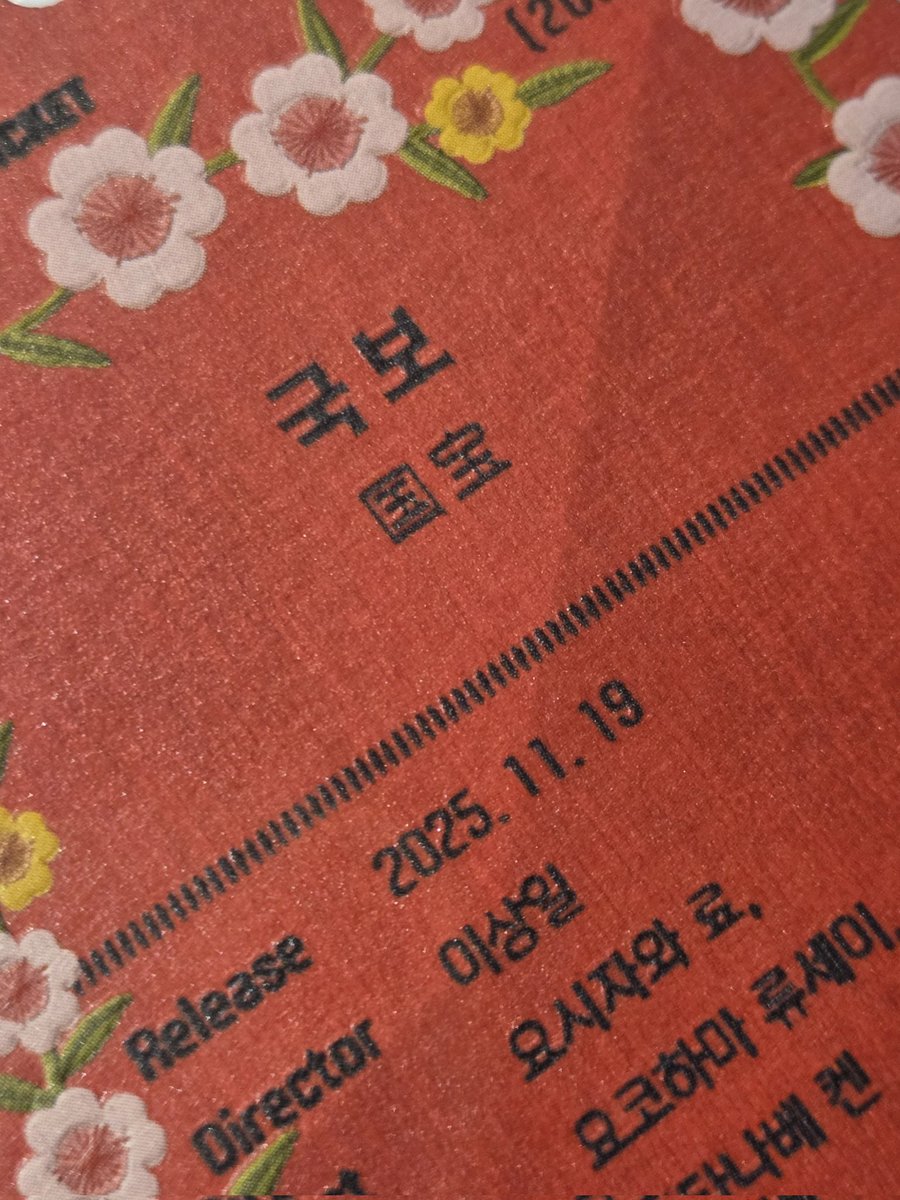 (20
국보
国宝
Release 2025. 11. 19
Director 이상일
요시자와 료,
요코하마 류세이,
와타나베 켄